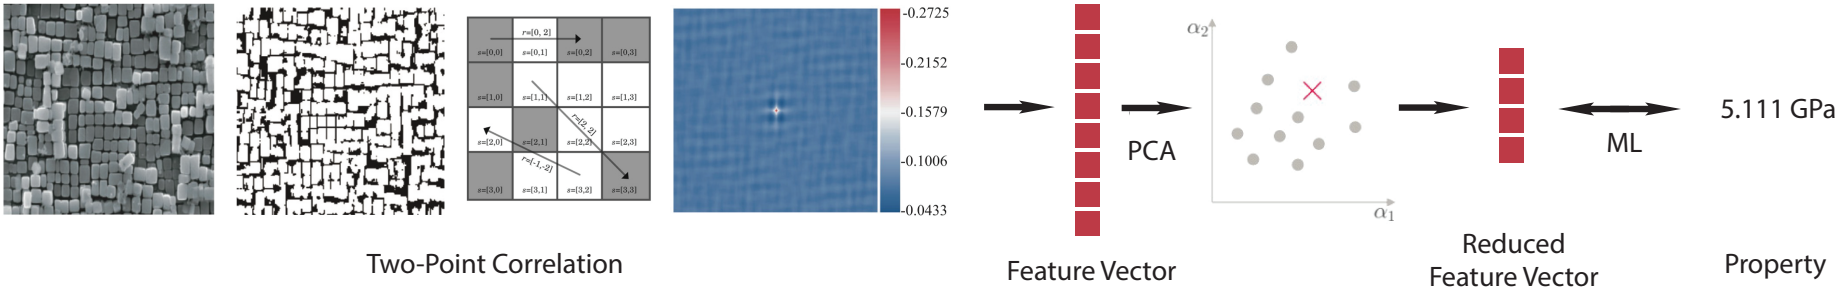 r=[0, 2]
s=[0,0] s=[0,1] s=[0,2] s=[0,3]
s=[1,0] s=[1,1] s=[1,2] s=[1,3]
r=[2, 2]
s=[2,0] s=[2,1] s=[2,2] s=[2,3]
r=[-1,-2]
s=[3,0] s=[3,1] s=[3,2] s=[3,3]
-0.2725
-0.2152
-0.1579
-0.1006
-0.0433
Two-Point Correlation
Feature Vector
PCA
α2
α1
Reduced
Feature Vector
ML
5.111 GPa
Property